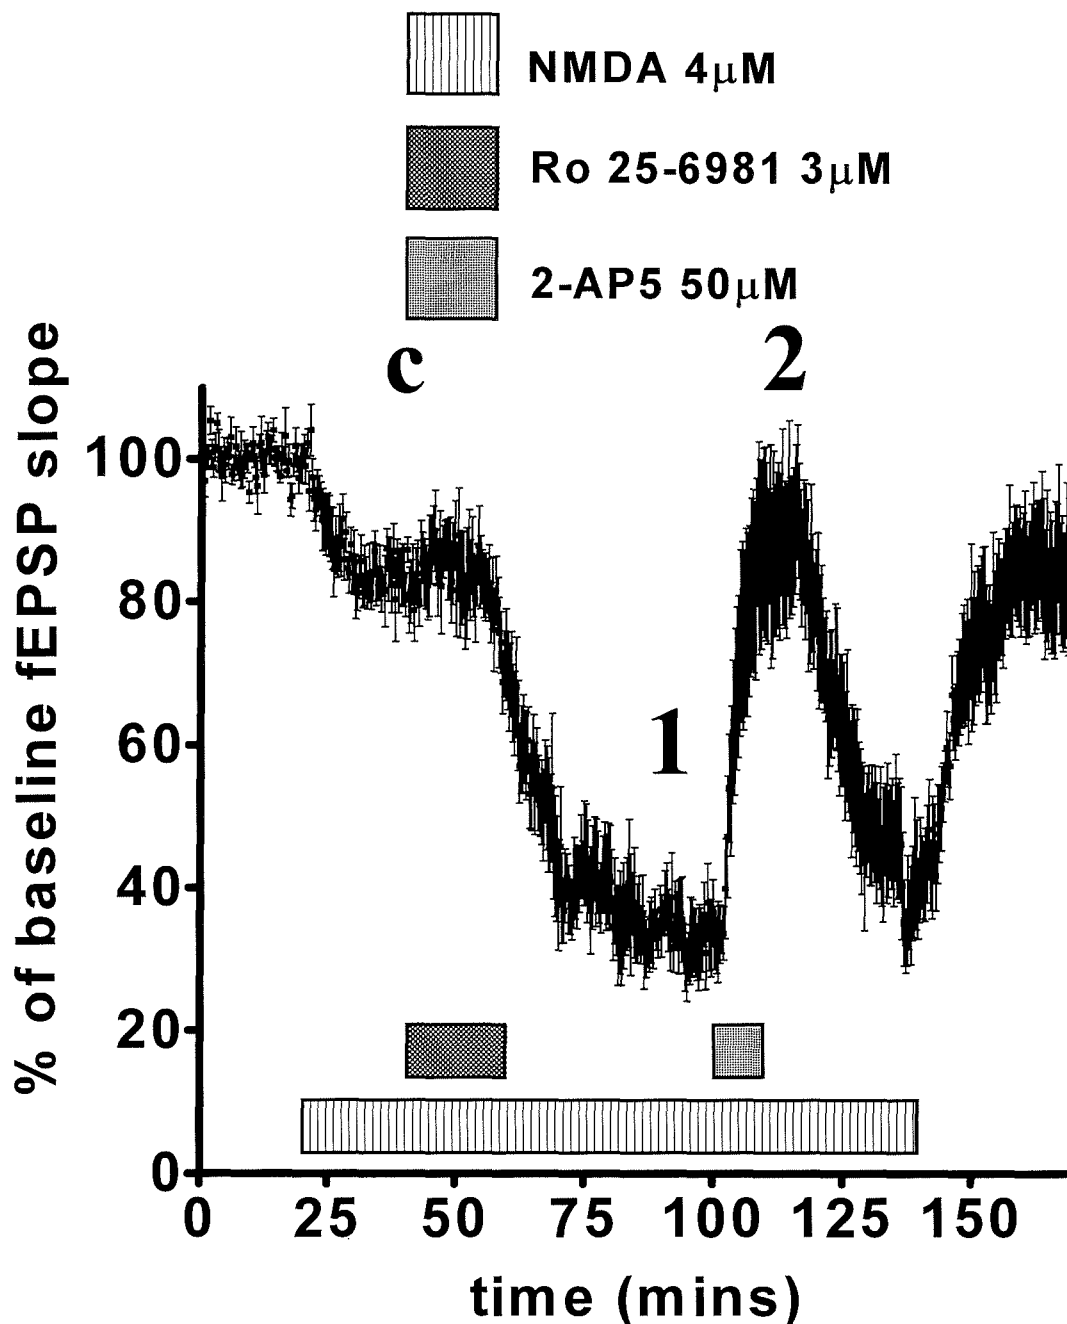 NMDA 4μM
Ro 25-6981 3μM
2-AP5 50μM
c
2
1
% of baseline fEPSP slope
100
80
60
40
20
0
0 25 50 75 100 125 150
time (mins)